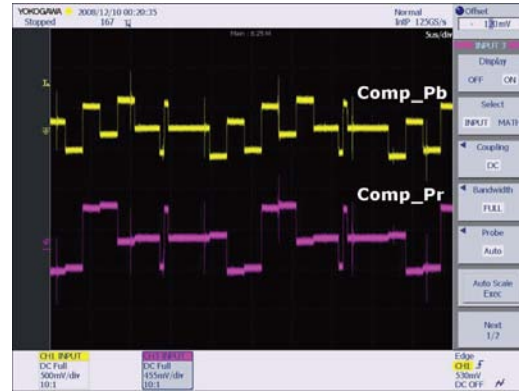 YOKOGAWA 2008/12/10 00:20:35
Stopped 167
Normal
IntP 125GS/s
Main : 6.25 M
5us/div
Comp_Pb
Comp_Pr
Offset
INPUT 3
Display
OFF ON
Select
INPUT MATH
Coupling
DC
Bandwidth
FULL
Probe
Auto
Auto Scale
Exec
Next
1/2
CH1 INPUT
DC Full
500mV/div
10:1
CH3 INPUT
DC Full
455mV/div
10:1
Edge
CH1
530mV
DC OFF